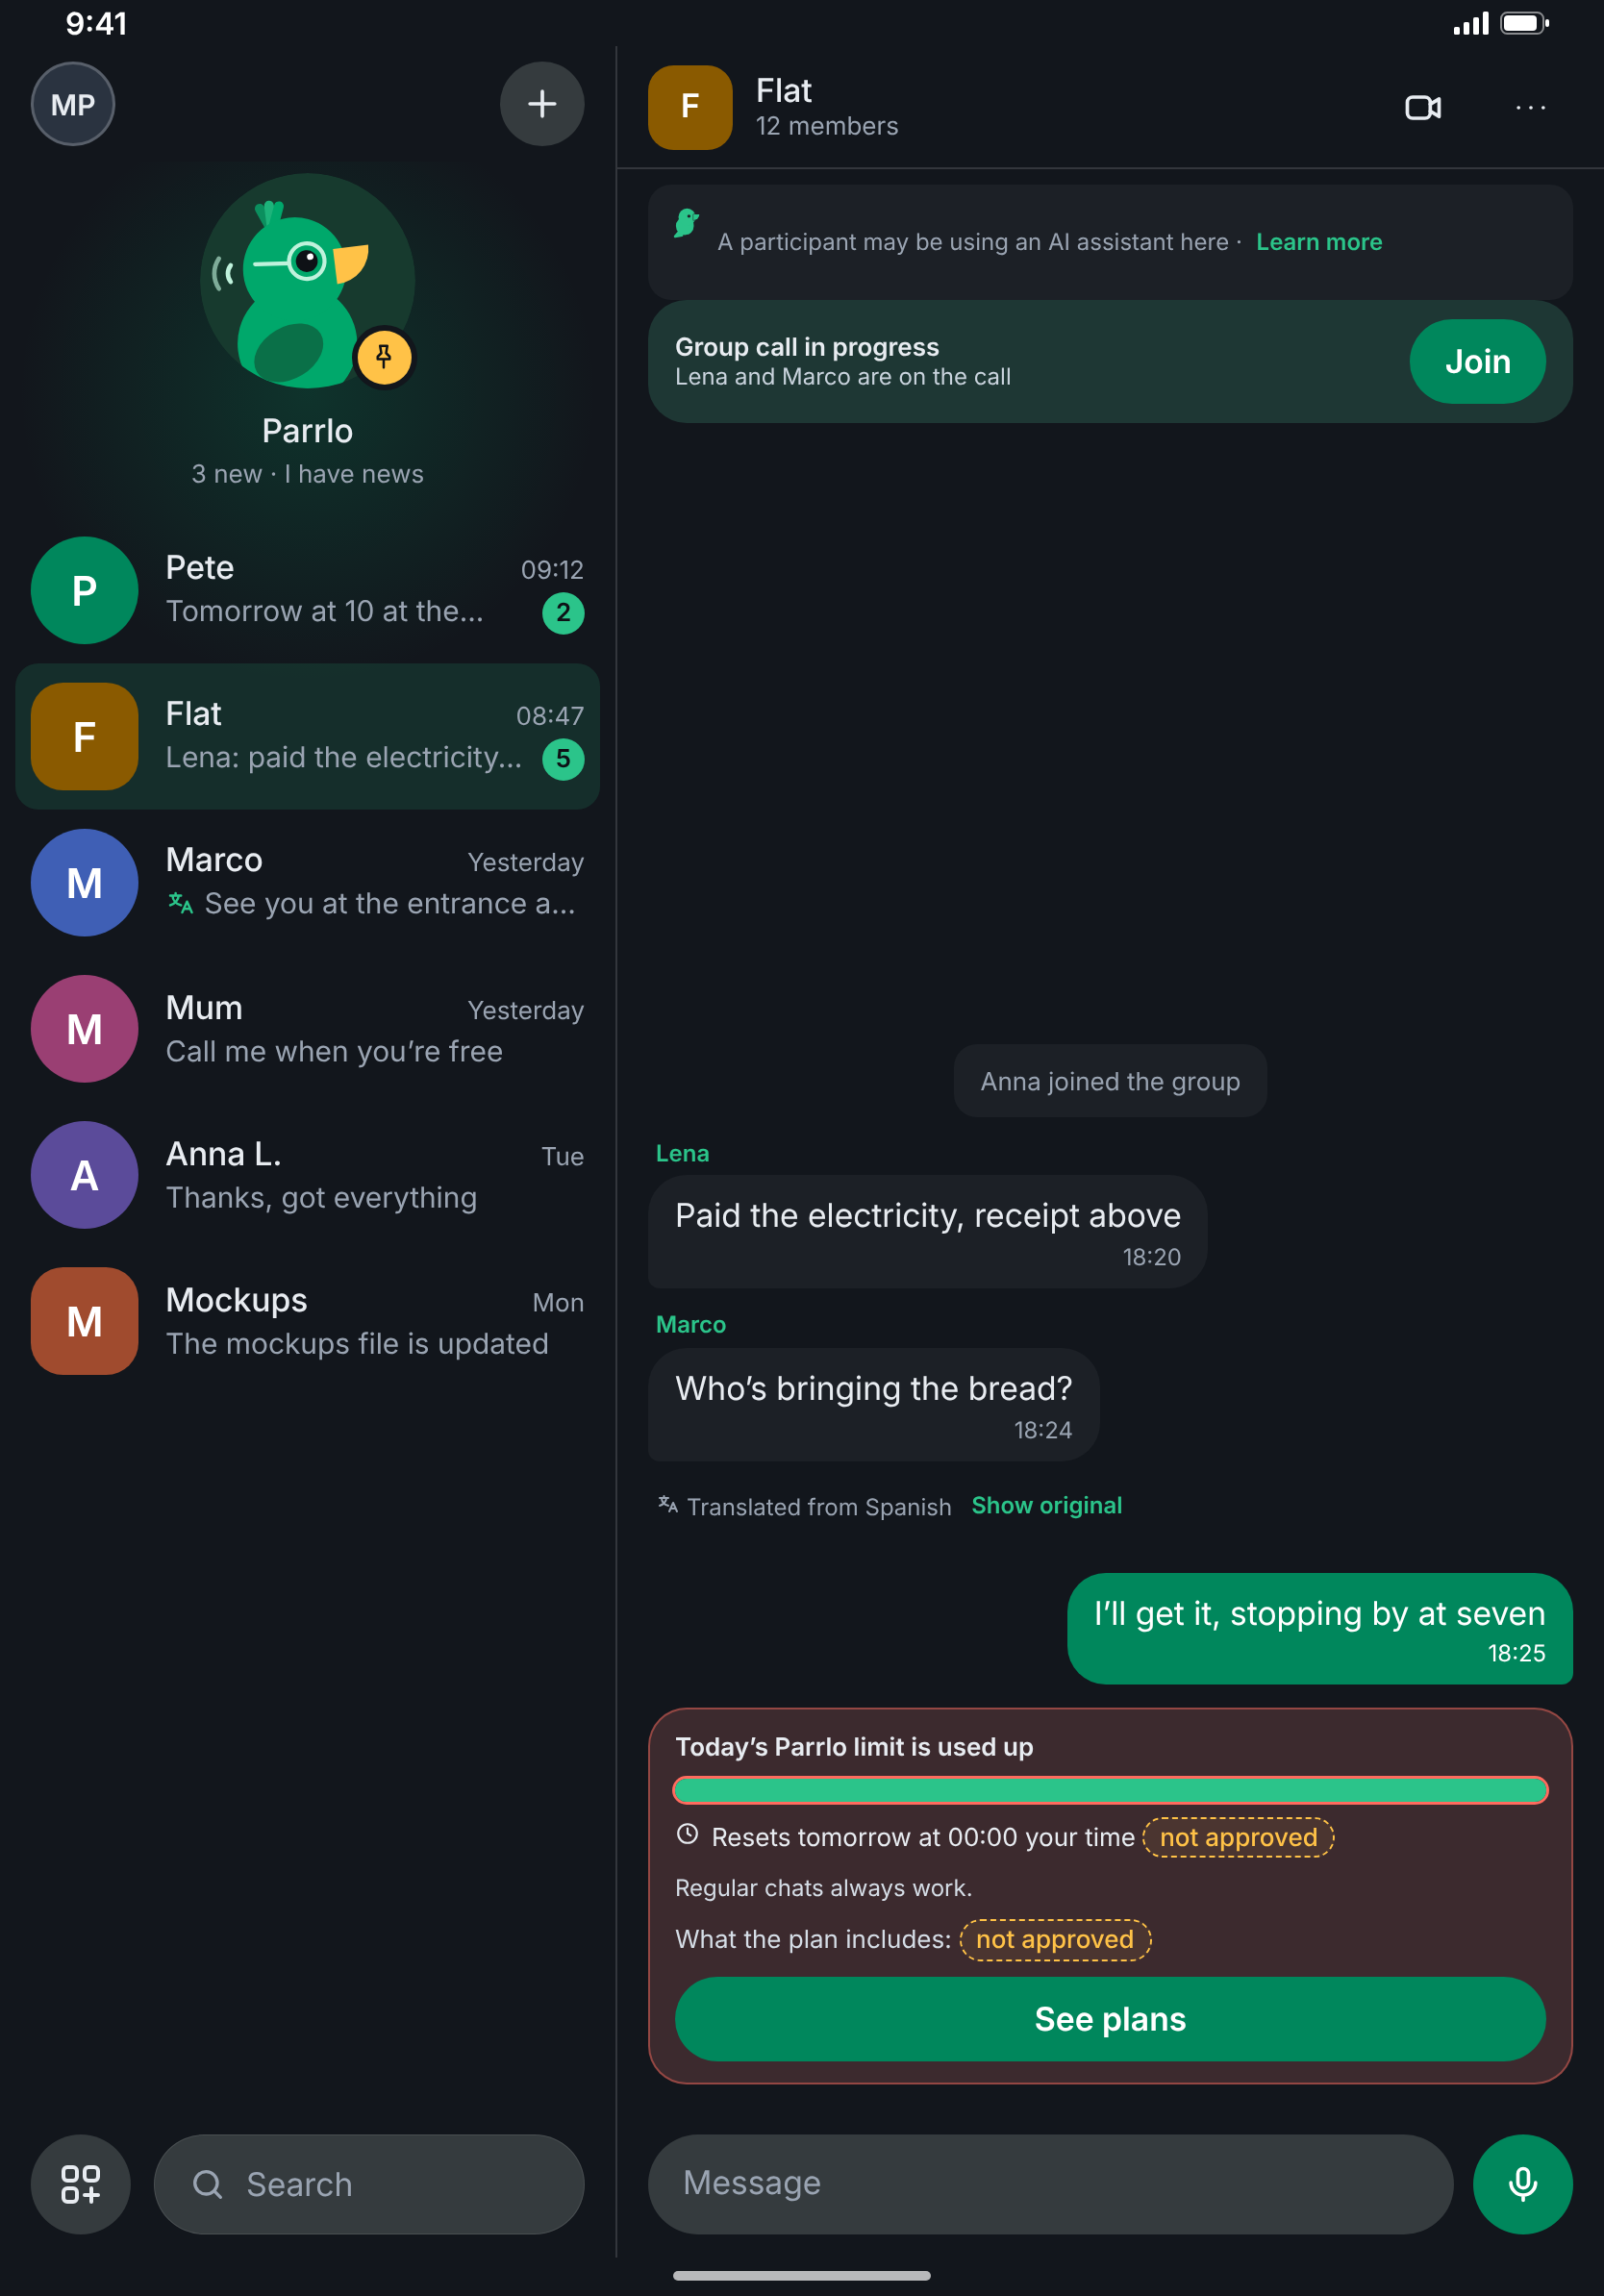 9:41
MP
Parrlo
3 new · I have news
P
Pete
09:12
Tomorrow at 10 at the...
2
F
Flat
08:47
Lena: paid the electricity...
5
M
Marco
Yesterday
See you at the entrance a...
M
Mum
Yesterday
Call me when you’re free
A
Anna L.
Tue
Thanks, got everything
M
Mockups
Mon
The mockups file is updated
Search
F
Flat
12 members
A participant may be using an AI assistant here · Learn more
Group call in progress
Lena and Marco are on the call
Join
Anna joined the group
Lena
Paid the electricity, receipt above
18:20
Marco
Who’s bringing the bread?
18:24
Translated from Spanish Show original
I’ll get it, stopping by at seven
18:25
Today’s Parrlo limit is used up
Resets tomorrow at 00:00 your time not approved
Regular chats always work.
What the plan includes: not approved
See plans
Message